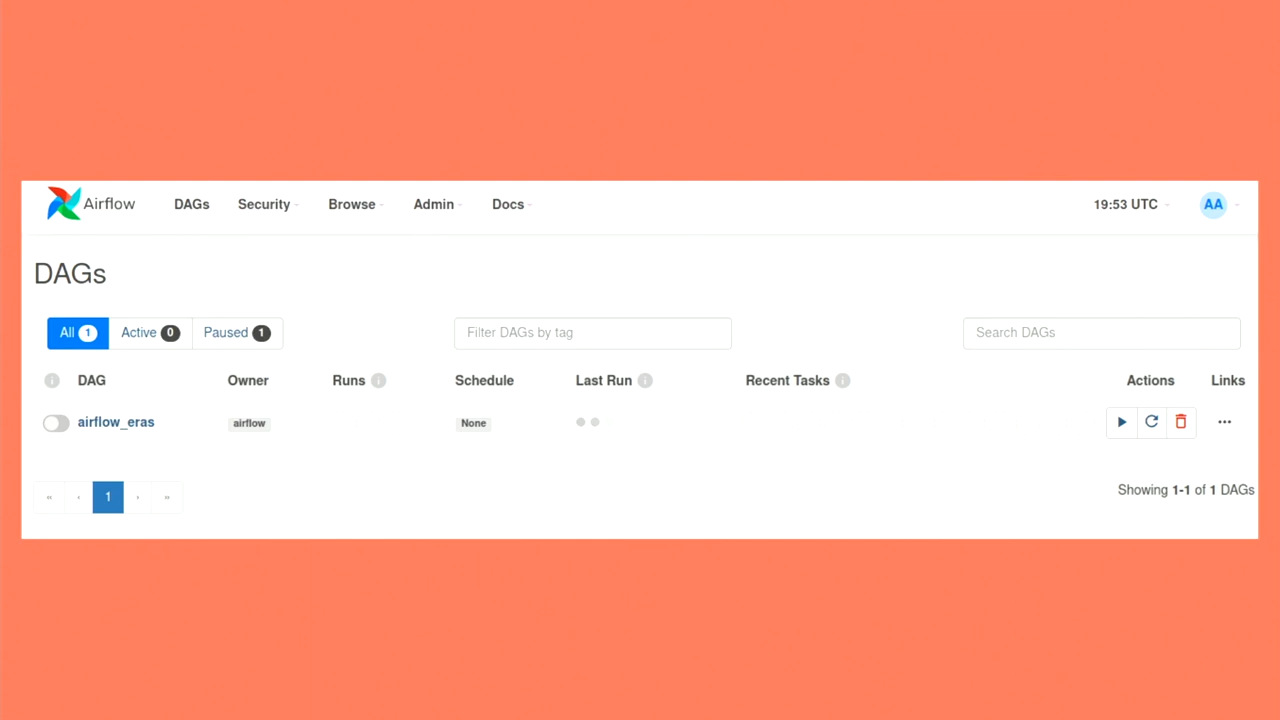 Airflow DAGs Security Browse Admin Docs 19:53 UTC AA
DAGs
All 1 Active 0 Paused 1 Filter DAGs by tag Search DAGs
i DAG Owner Runs i Schedule Last Run i Recent Tasks i Actions Links
airflow_eras airflow None ...
« ‹ 1 › » Showing 1-1 of 1 DAGs